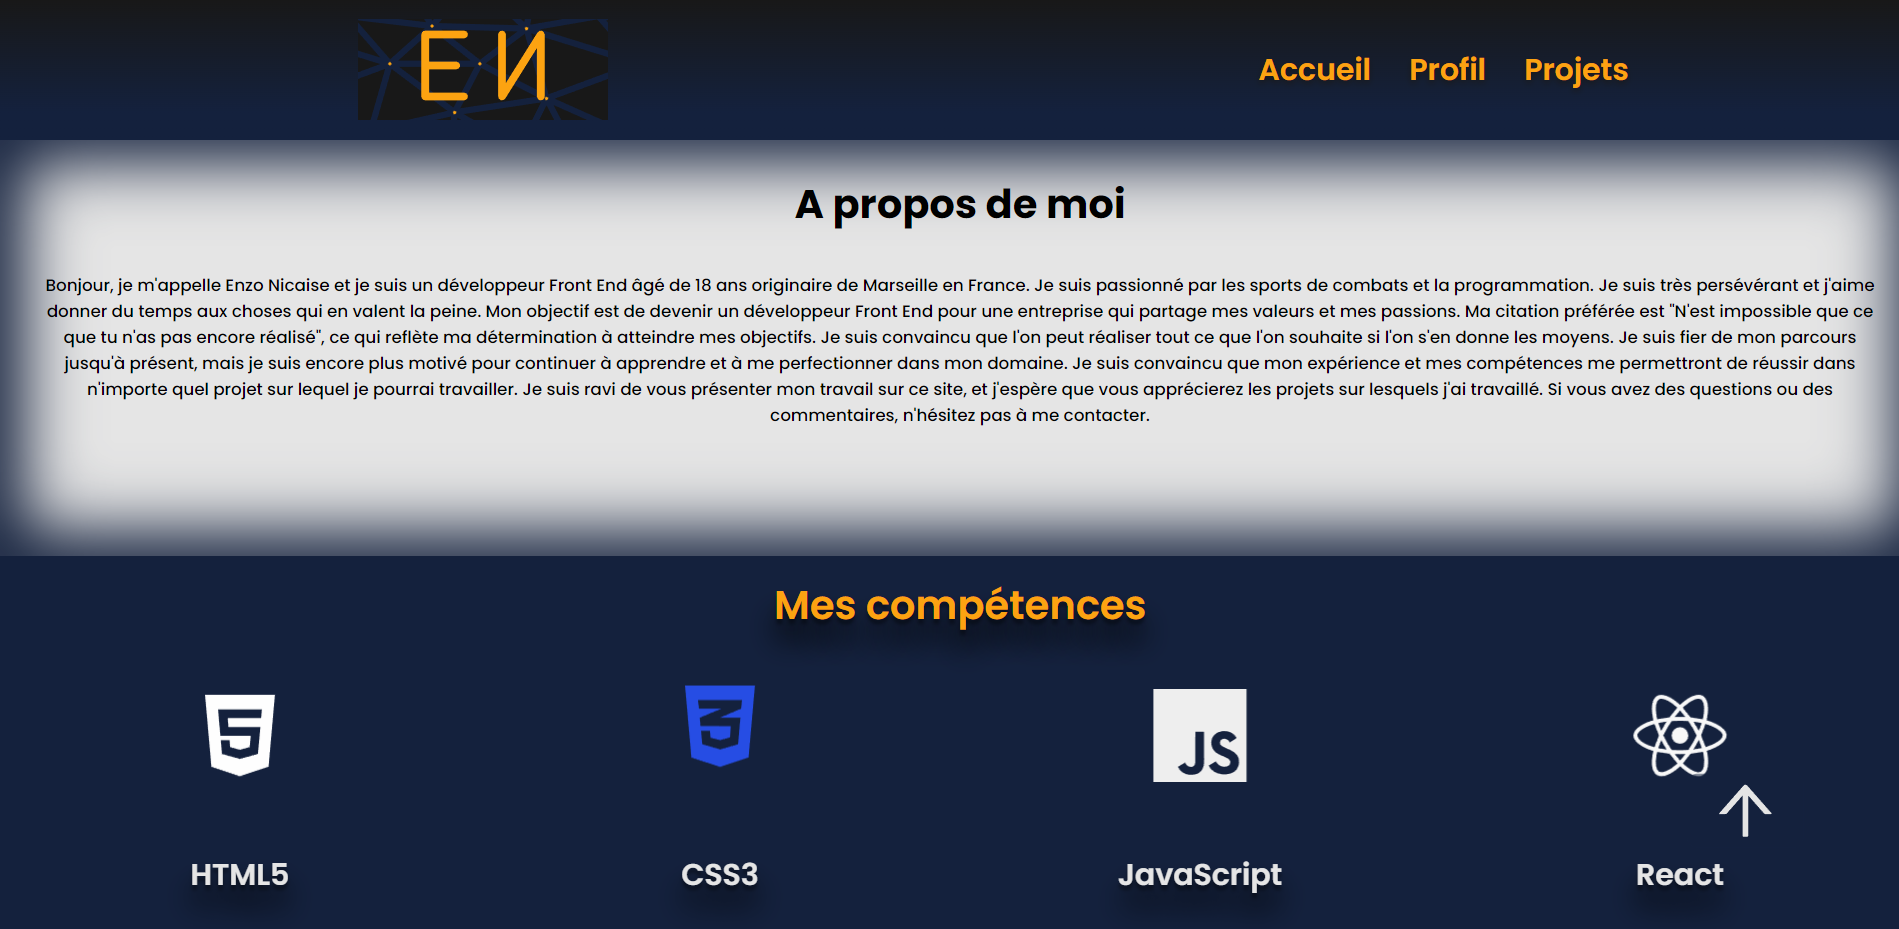 EN
Accueil Profil Projets
A propos de moi
Bonjour, je m'appelle Enzo Nicaise et je suis un développeur Front End âgé de 18 ans originaire de Marseille en France. Je suis passionné par les sports de combats et la programmation. Je suis très persévérant et j'aime
donner du temps aux choses qui en valent la peine. Mon objectif est de devenir un développeur Front End pour une entreprise qui partage mes valeurs et mes passions. Ma citation préférée est "N'est impossible que ce
que tu n'as pas encore réalisé", ce qui reflète ma détermination à atteindre mes objectifs. Je suis convaincu que l'on peut réaliser tout ce que l'on souhaite si l'on s'en donne les moyens. Je suis fier de mon parcours
jusqu'à présent, mais je suis encore plus motivé pour continuer à apprendre et à me perfectionner dans mon domaine. Je suis convaincu que mon expérience et mes compétences me permettront de réussir dans
n'importe quel projet sur lequel je pourrai travailler. Je suis ravi de vous présenter mon travail sur ce site, et j'espère que vous apprécierez les projets sur lesquels j'ai travaillé. Si vous avez des questions ou des
commentaires, n'hésitez pas à me contacter.
Mes compétences
5 3 JS
HTML5 CSS3 JavaScript React